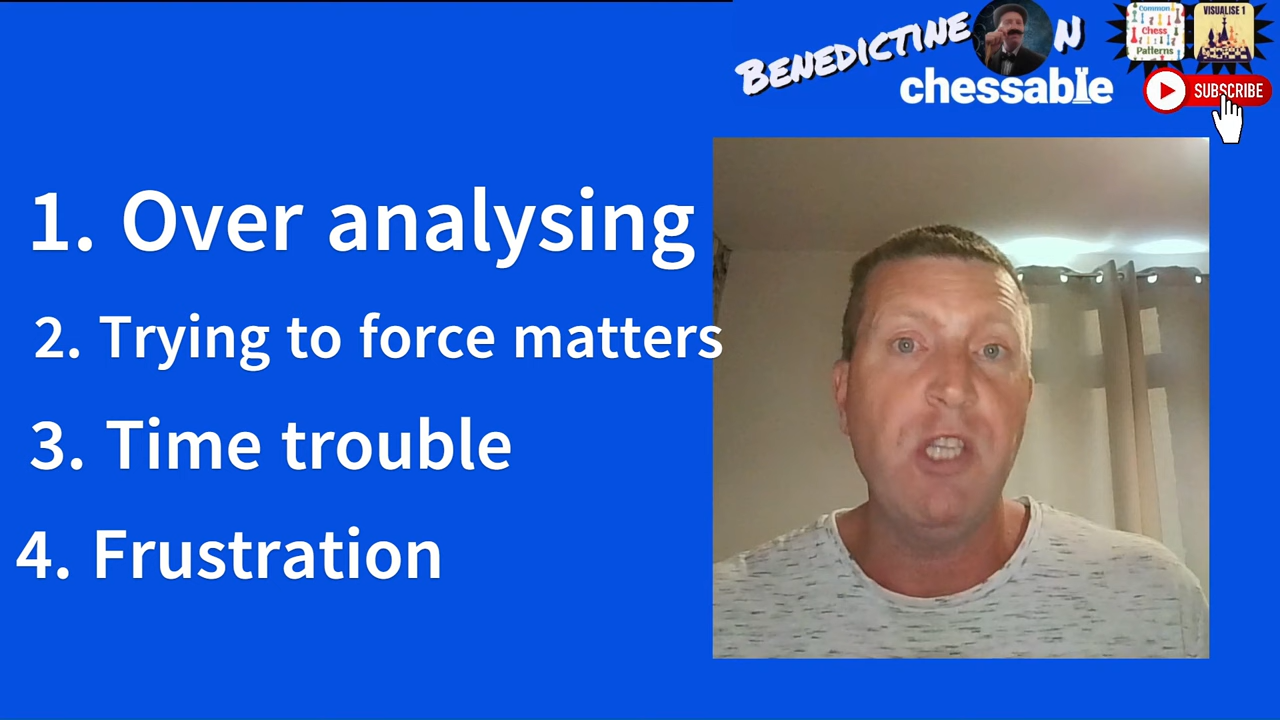 BENEDICTINE ON
chessable
Common
Chess
Patterns
VISUALISE 1
SUBSCRIBE
1. Over analysing
2. Trying to force matters
3. Time trouble
4. Frustration